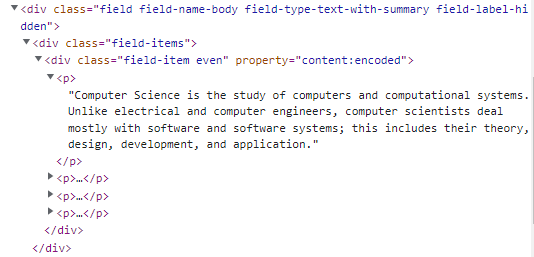 ▼<div class="field field-name-body field-type-text-with-summary field-label-hi
dden">
▼<div class="field-items">
▼<div class="field-item even" property="content:encoded">
▼<p>
"Computer Science is the study of computers and computational systems.
Unlike electrical and computer engineers, computer scientists deal
mostly with software and software systems; this includes their theory,
design, development, and application."
</p>
▶<p>…</p>
▶<p>…</p>
▶<p>…</p>
</div>
</div>